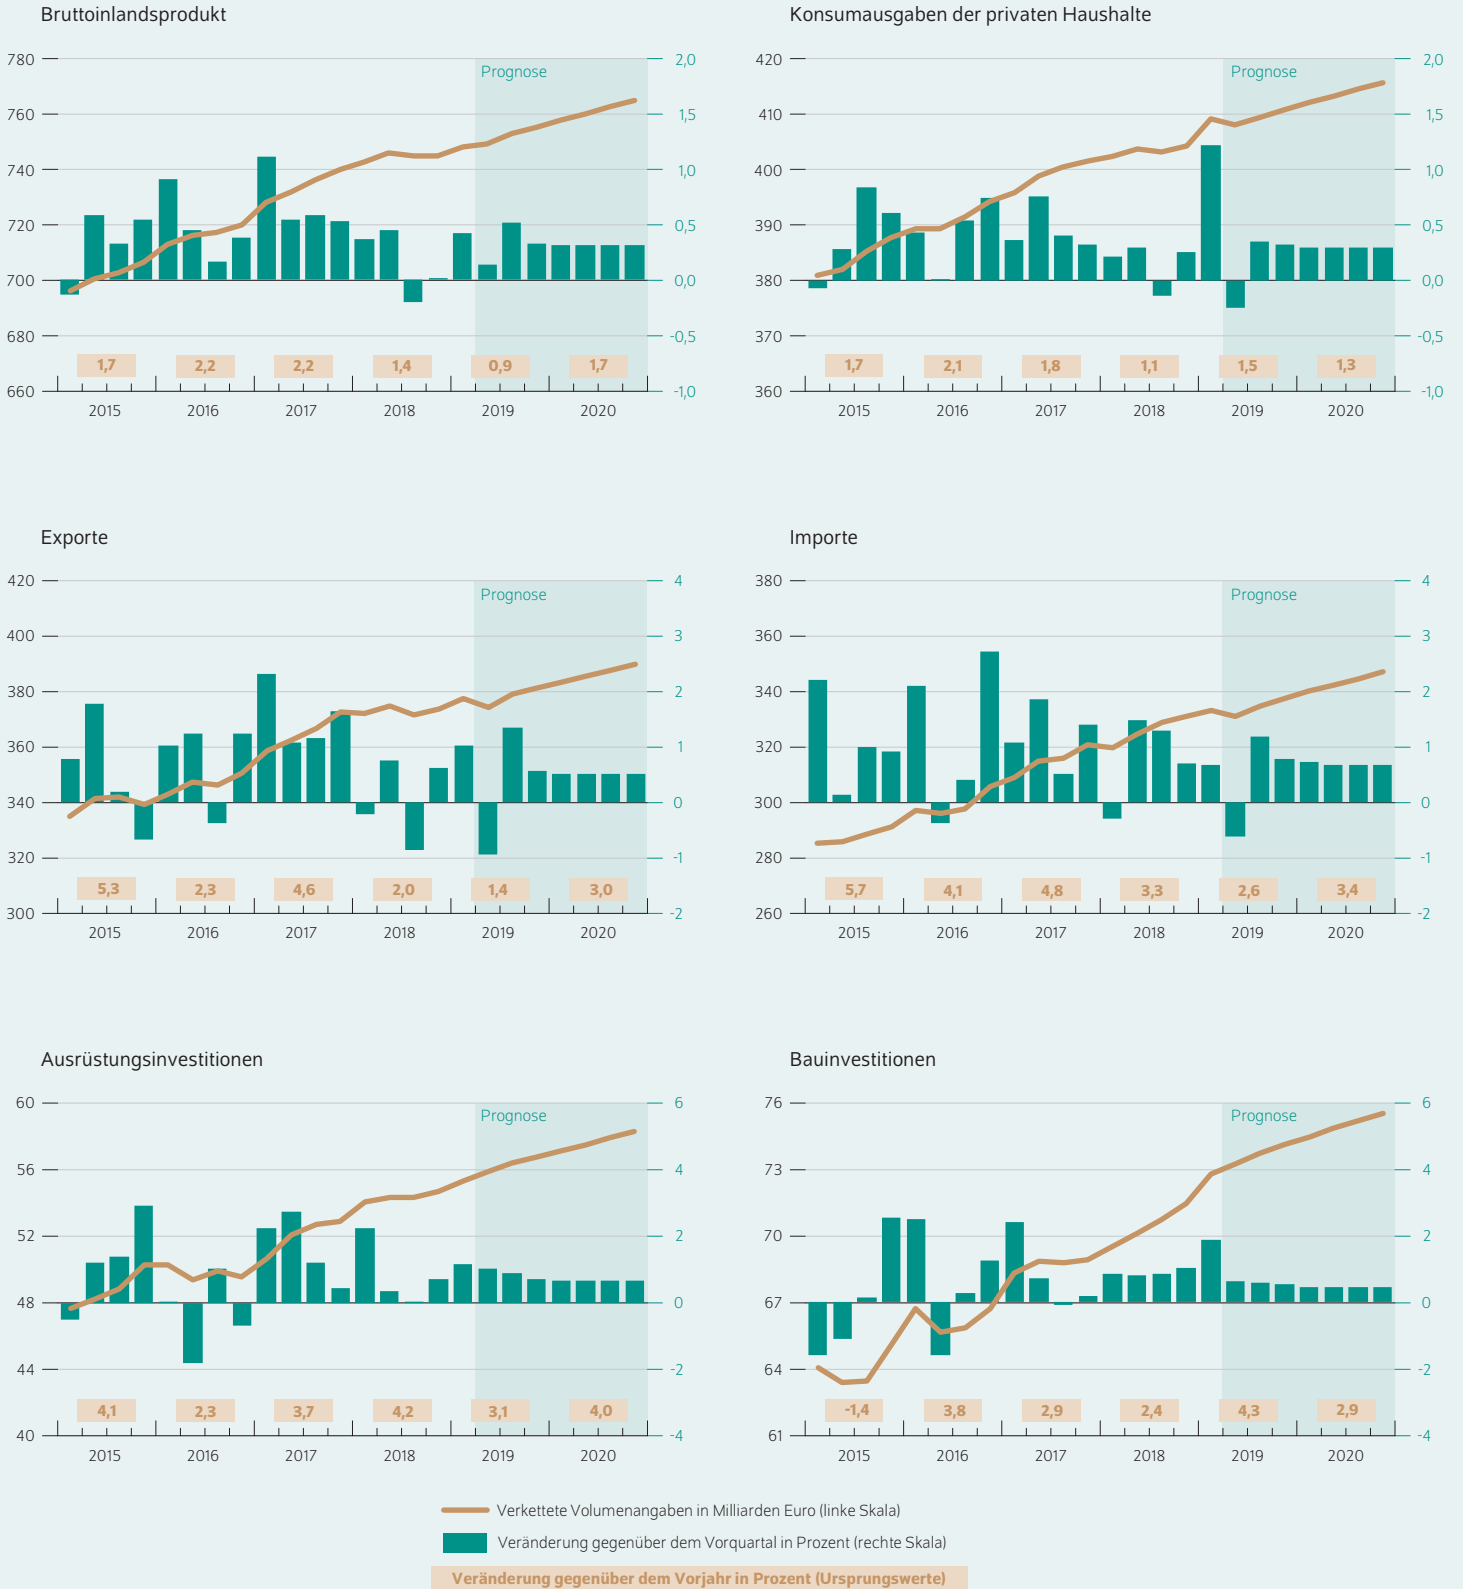 Bruttoinlandsprodukt
780 2,0
Prognose
760 1,5
740 1,0
720 0,5
700 0,0
680 -0,5
1,7 2,2 2,2 1,4 0,9 1,7
660 -1,0
2015 2016 2017 2018 2019 2020
Konsumausgaben der privaten Haushalte
420 2,0
Prognose
410 1,5
400 1,0
390 0,5
380 0,0
370 -0,5
1,7 2,1 1,8 1,1 1,5 1,3
360 -1,0
2015 2016 2017 2018 2019 2020
Exporte
420 4
Prognose
400 3
380 2
360 1
340 0
320 -1
5,3 2,3 4,6 2,0 1,4 3,0
300 -2
2015 2016 2017 2018 2019 2020
Importe
380 4
Prognose
360 3
340 2
320 1
300 0
280 -1
5,7 4,1 4,8 3,3 2,6 3,4
260 -2
2015 2016 2017 2018 2019 2020
Ausrüstungsinvestitionen
60 6
Prognose
56 4
52 2
48 0
44 -2
4,1 2,3 3,7 4,2 3,1 4,0
40 -4
2015 2016 2017 2018 2019 2020
Bauinvestitionen
76 6
Prognose
73 4
70 2
67 0
64 -2
-1,4 3,8 2,9 2,4 4,3 2,9
61 -4
2015 2016 2017 2018 2019 2020
Verkettete Volumenangaben in Milliarden Euro (linke Skala)
Veränderung gegenüber dem Vorquartal in Prozent (rechte Skala)
Veränderung gegenüber dem Vorjahr in Prozent (Ursprungswerte)